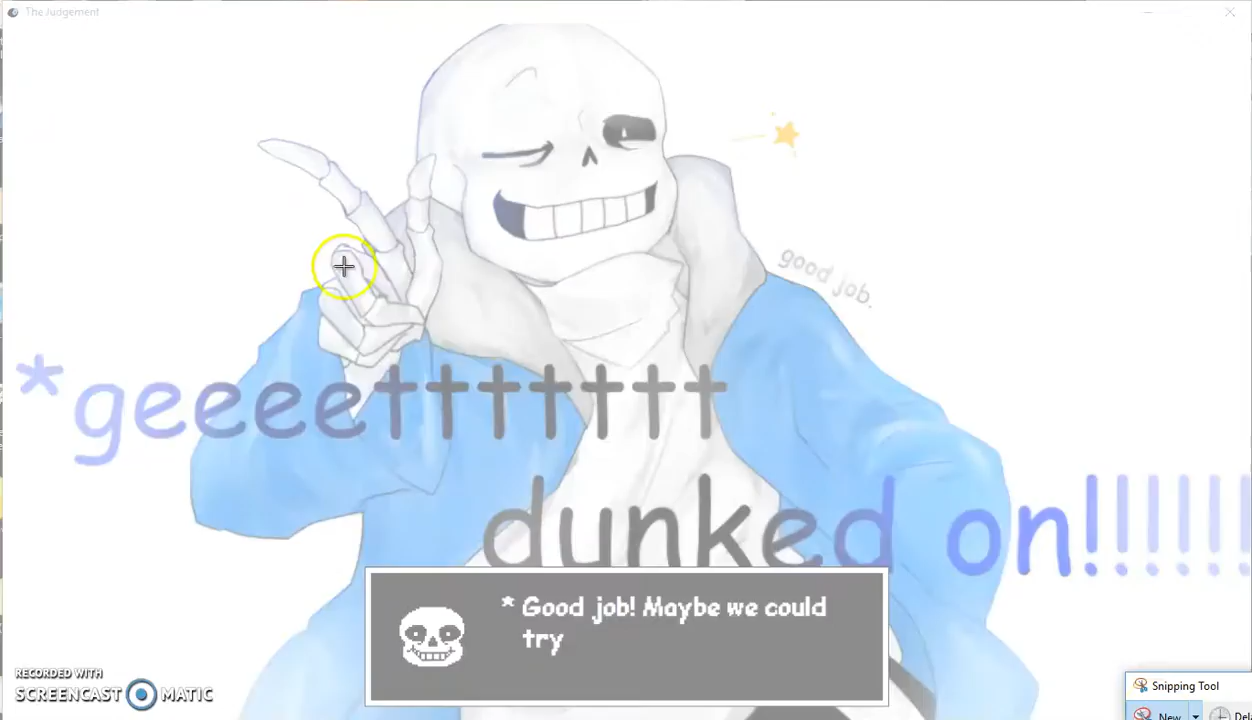 The Judgement
good job.
*geeeettttttt
dunked on!!!!!!!
* Good job! Maybe we could
try
RECORDED WITH
SCREENCAST MATIC
Snipping Tool
New